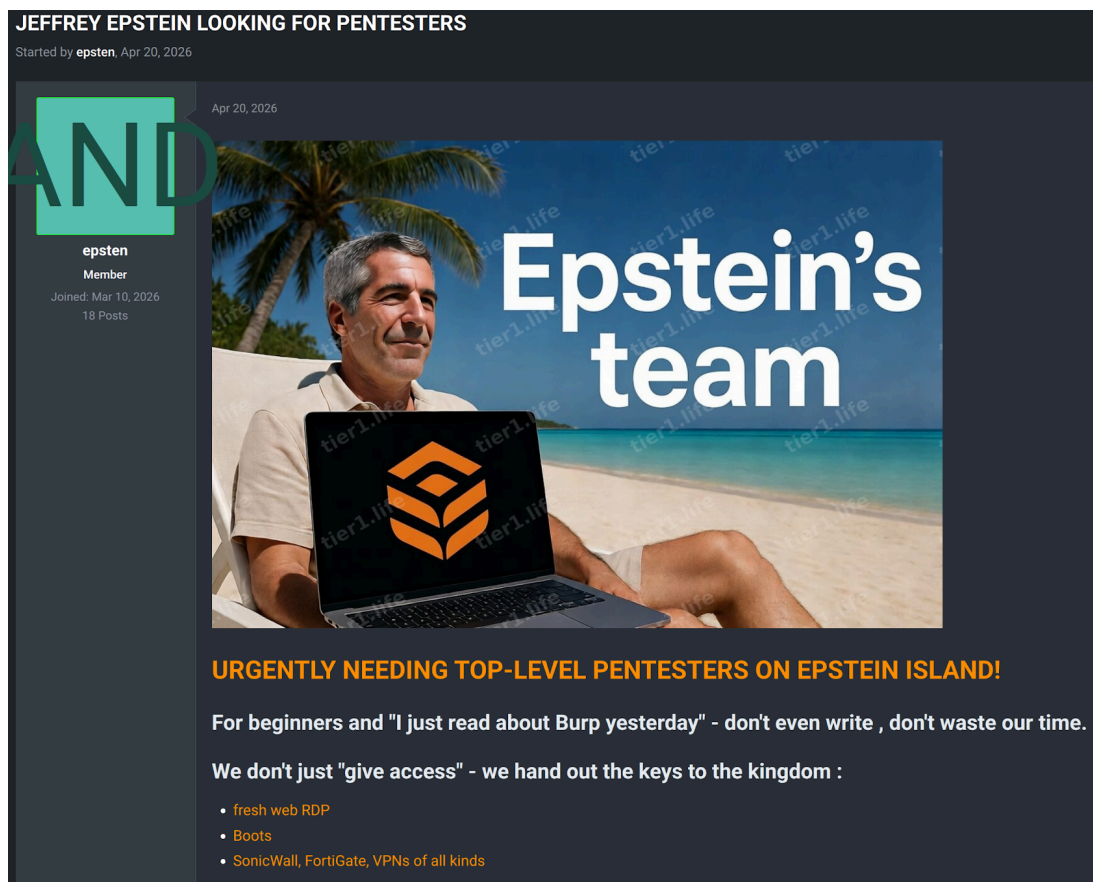 JEFFREY EPSTEIN LOOKING FOR PENTESTERS
Started by epsten, Apr 20, 2026
Apr 20, 2026
AND
epsten
Member
Joined: Mar 10, 2026
18 Posts
Epstein's
team
tier1.life
URGENTLY NEEDING TOP-LEVEL PENTESTERS ON EPSTEIN ISLAND!
For beginners and "I just read about Burp yesterday" - don't even write , don't waste our time.
We don't just "give access" - we hand out the keys to the kingdom :
• fresh web RDP
• Boots
• SonicWall, FortiGate, VPNs of all kinds